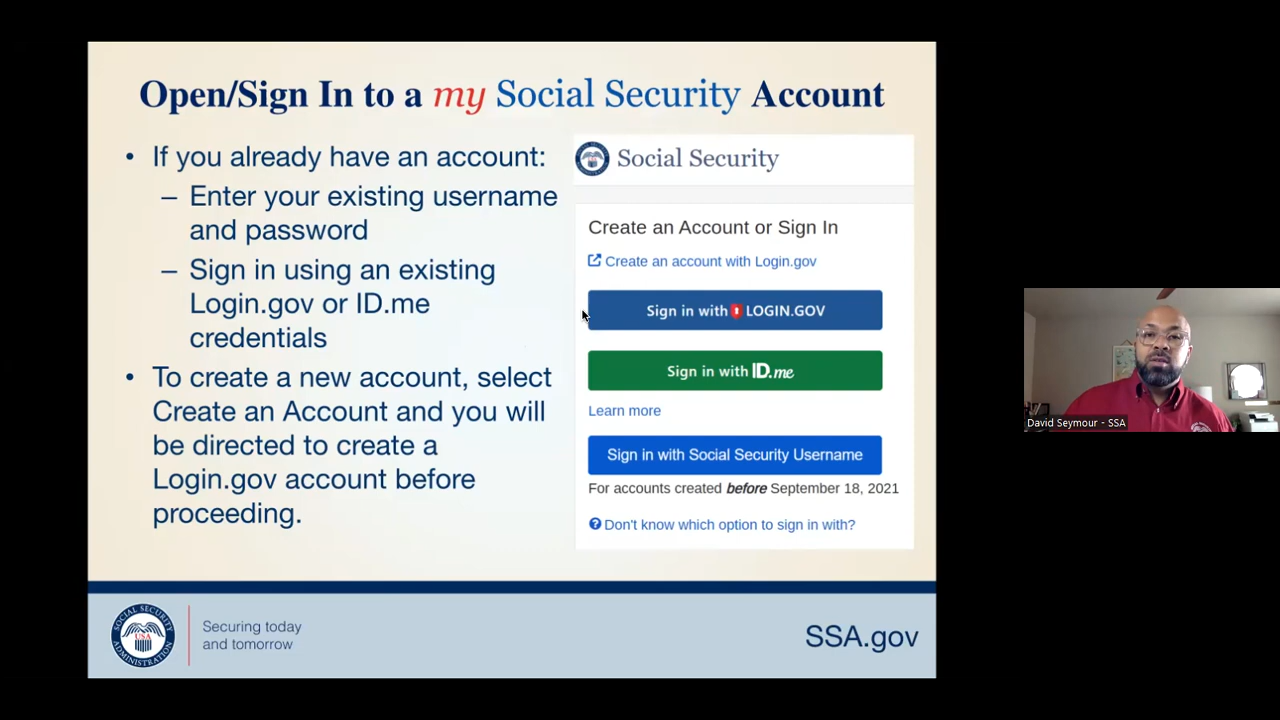 Open/Sign In to a my Social Security Account
• If you already have an account:
– Enter your existing username
and password
– Sign in using an existing
Login.gov or ID.me
credentials
• To create a new account, select
Create an Account and you will
be directed to create a
Login.gov account before
proceeding.
Social Security
Create an Account or Sign In
Create an account with Login.gov
Sign in with LOGIN.GOV
Sign in with ID.me
Learn more
Sign in with Social Security Username
For accounts created before September 18, 2021
Don't know which option to sign in with?
SOCIAL SECURITY
USA
ADMINISTRATION
Securing today
and tomorrow
SSA.gov
David Seymour - SSA